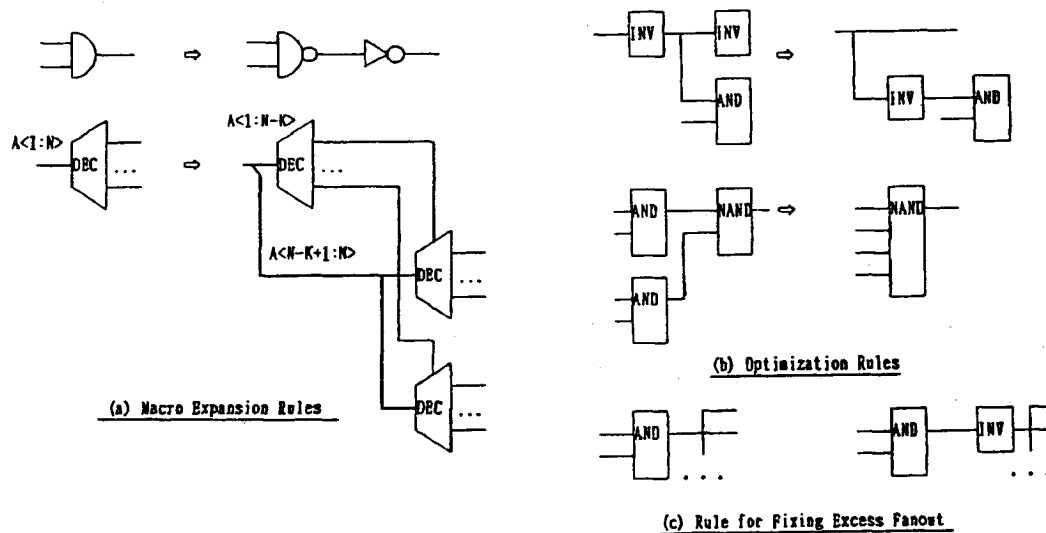 A<1:N>
DEC
...
⇨
⇨
A<1:N-K>
DEC
...
A<N-K+1:N>
DEC
...
DEC
...
(a) Macro Expansion Rules
INV
INV
AND
⇨
INV
AND
AND
NAND
AND
⇨
NAND
(b) Optimization Rules
AND
...
AND
INV
...
(c) Rule for Fixing Excess Fanout